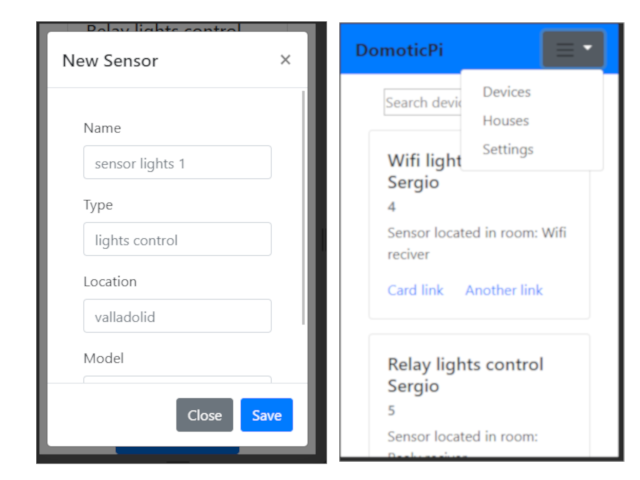 Relay lights control
New Sensor
×
Name
sensor lights 1
Type
lights control
Location
valladolid
Model
Close Save
DomoticPi
Search devic
Devices
Houses
Settings
Wifi light
Sergio
4
Sensor located in room: Wifi
reciver
Card link Another link
Relay lights control
Sergio
5
Sensor located in room: